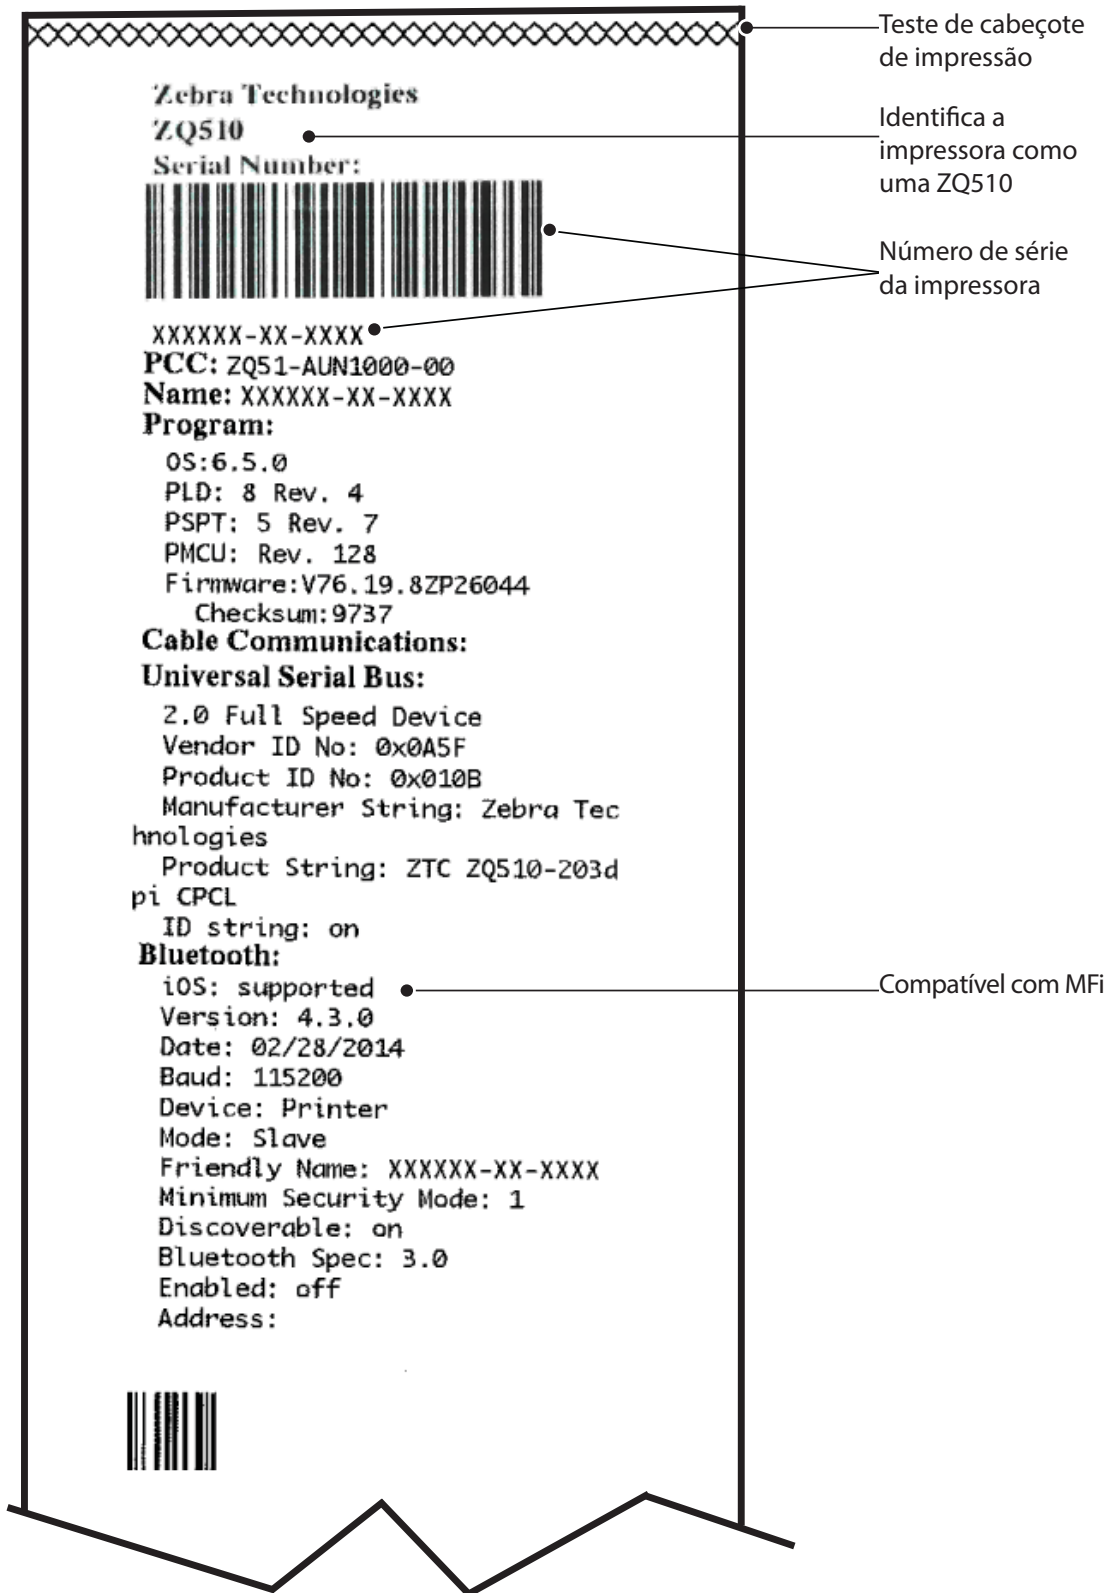 Teste de cabeçote
de impressão
Zebra Technologies
ZQ510
Serial Number:
Identifica a
impressora como
uma ZQ510
Número de série
da impressora
XXXXXX-XX-XXXX
PCC: ZQ51-AUN1000-00
Name: XXXXXX-XX-XXXX
Program:
OS:6.5.0
PLD: 8 Rev. 4
PSPT: 5 Rev. 7
PMCU: Rev. 128
Firmware:V76.19.8ZP26044
Checksum:9737
Cable Communications:
Universal Serial Bus:
2.0 Full Speed Device
Vendor ID No: 0x0A5F
Product ID No: 0x010B
Manufacturer String: Zebra Tec
hnologies
Product String: ZTC ZQ510-203d
pi CPCL
ID string: on
Bluetooth:
iOS: supported
Compatível com MFi
Version: 4.3.0
Date: 02/28/2014
Baud: 115200
Device: Printer
Mode: Slave
Friendly Name: XXXXXX-XX-XXXX
Minimum Security Mode: 1
Discoverable: on
Bluetooth Spec: 3.0
Enabled: off
Address: